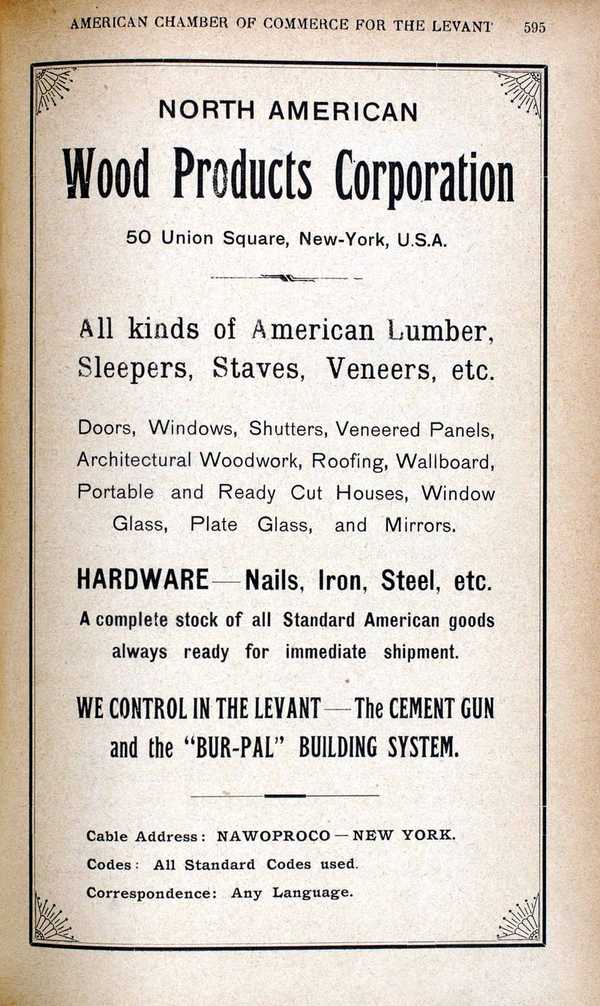 AMERICAN CHAMBER OF COMMERCE FOR THE LEVANT 595
NORTH AMERICAN
Wood Products Corporation
50 Union Square, New-York, U.S.A.
All kinds of American Lumber,
Sleepers, Staves, Veneers, etc.
Doors, Windows, Shutters, Veneered Panels,
Architectural Woodwork, Roofing, Wallboard,
Portable and Ready Cut Houses, Window
Glass, Plate Glass, and Mirrors.
HARDWARE—Nails, Iron, Steel, etc.
A complete stock of all Standard American goods
always ready for immediate shipment.
WE CONTROL IN THE LEVANT—The CEMENT GUN
and the "BUR-PAL" BUILDING SYSTEM.
Cable Address: NAWOPROCO—NEW YORK.
Codes: All Standard Codes used.
Correspondence: Any Language.